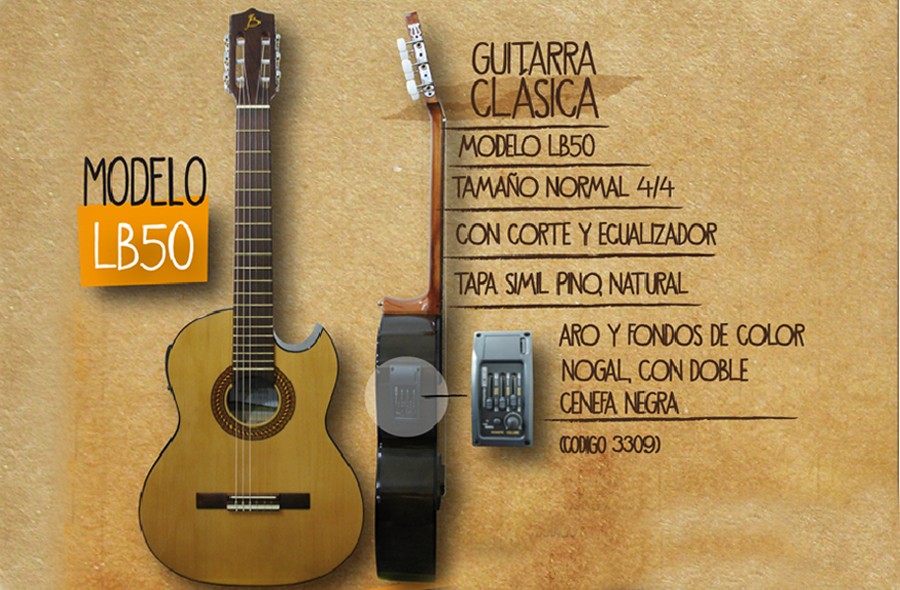 MODELO
LB50
GUITARRA
CLÁSICA
MODELO LB50
TAMAÑO NORMAL 4/4
CON CORTE Y ECUALIZADOR
TAPA SIMIL PINO, NATURAL
ARO Y FONDOS DE COLOR
NOGAL, CON DOBLE
CENEFA NEGRA
(CODIGO 3309)